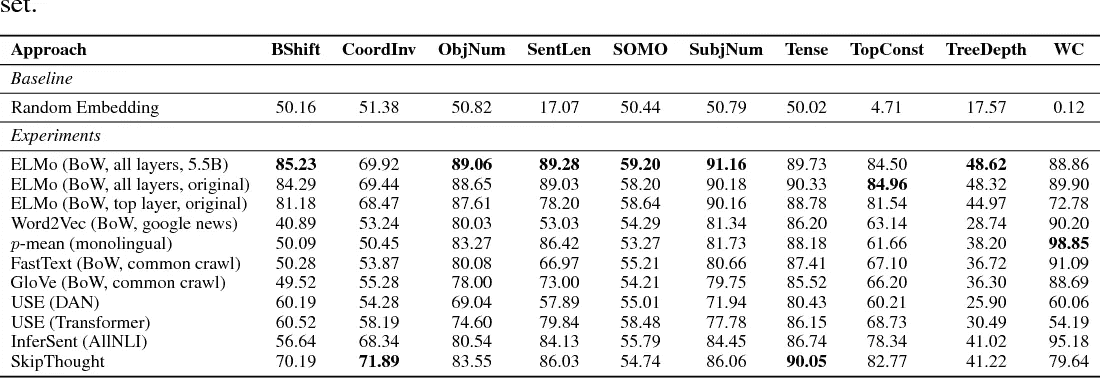 set.
Approach BShift CoordInv ObjNum SentLen SOMO SubjNum Tense TopConst TreeDepth WC
Baseline
Random Embedding 50.16 51.38 50.82 17.07 50.44 50.79 50.02 4.71 17.57 0.12
Experiments
ELMo (BoW, all layers, 5.5B) 85.23 69.92 89.06 89.28 59.20 91.16 89.73 84.50 48.62 88.86
ELMo (BoW, all layers, original) 84.29 69.44 88.65 89.03 58.20 90.18 90.33 84.96 48.32 89.90
ELMo (BoW, top layer, original) 81.18 68.47 87.61 78.20 58.64 90.16 88.78 81.54 44.97 72.78
Word2Vec (BoW, google news) 40.89 53.24 80.03 53.03 54.29 81.34 86.20 63.14 28.74 90.20
p-mean (monolingual) 50.09 50.45 83.27 86.42 53.27 81.73 88.18 61.66 38.20 98.85
FastText (BoW, common crawl) 50.28 53.87 80.08 66.97 55.21 80.66 87.41 67.10 36.72 91.09
GloVe (BoW, common crawl) 49.52 55.28 78.00 73.00 54.21 79.75 85.52 66.20 36.30 88.69
USE (DAN) 60.19 54.28 69.04 57.89 55.01 71.94 80.43 60.21 25.90 60.06
USE (Transformer) 60.52 58.19 74.60 79.84 58.48 77.78 86.15 68.73 30.49 54.19
InferSent (AllNLI) 56.64 68.34 80.54 84.13 55.79 84.45 86.74 78.34 41.02 95.18
SkipThought 70.19 71.89 83.55 86.03 54.74 86.06 90.05 82.77 41.22 79.64